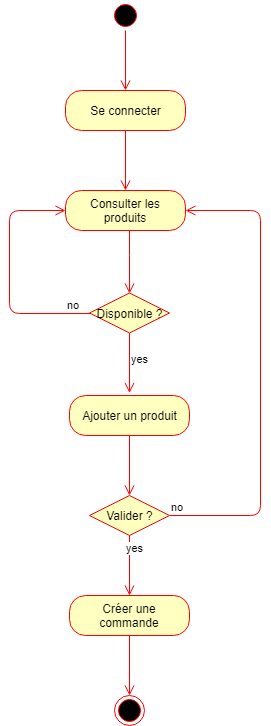 Se connecter
Consulter les
produits
no
Disponible ?
yes
Ajouter un produit
Valider ?
no
yes
Créer une
commande